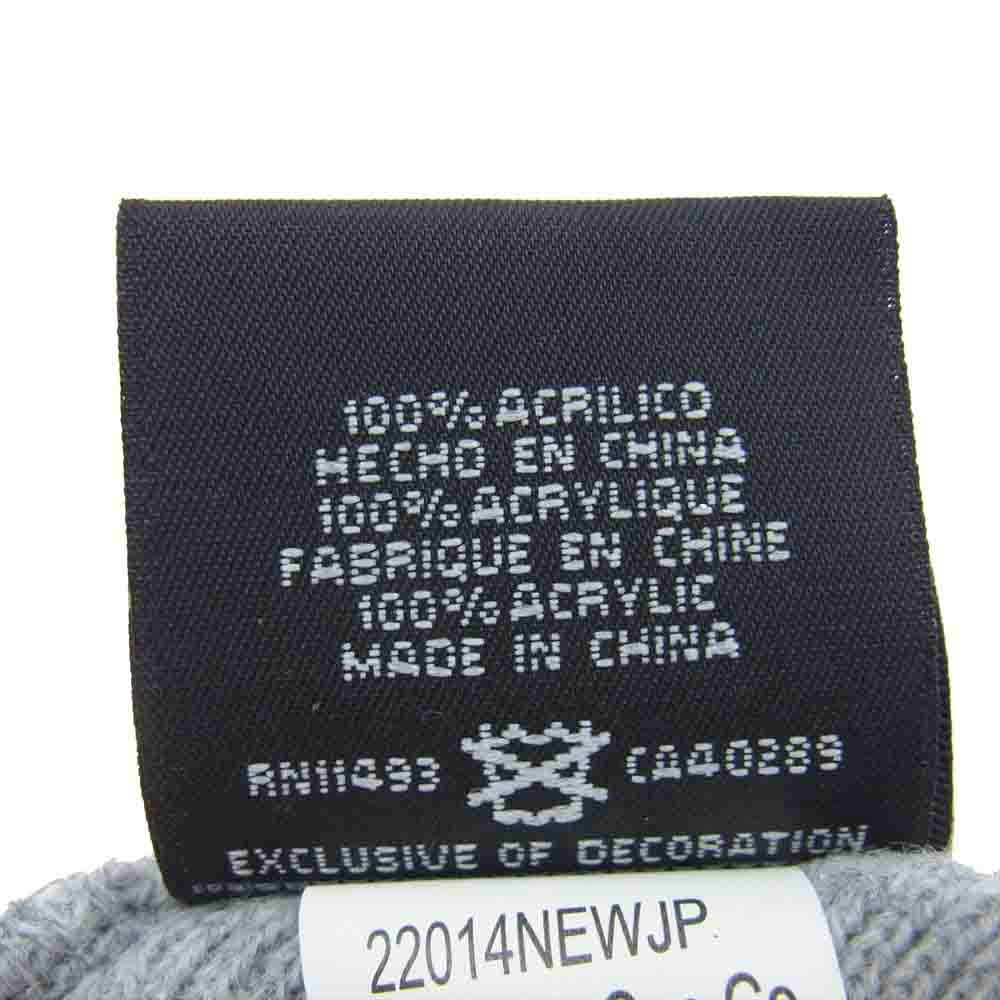 100% ACRILICO
HECHO EN CHINA
100% ACRYLIQUE
FABRIQUE EN CHINE
100% ACRYLIC
MADE IN CHINA
RN11493 CA40289
EXCLUSIVE OF DECORATION
22014NEWJP